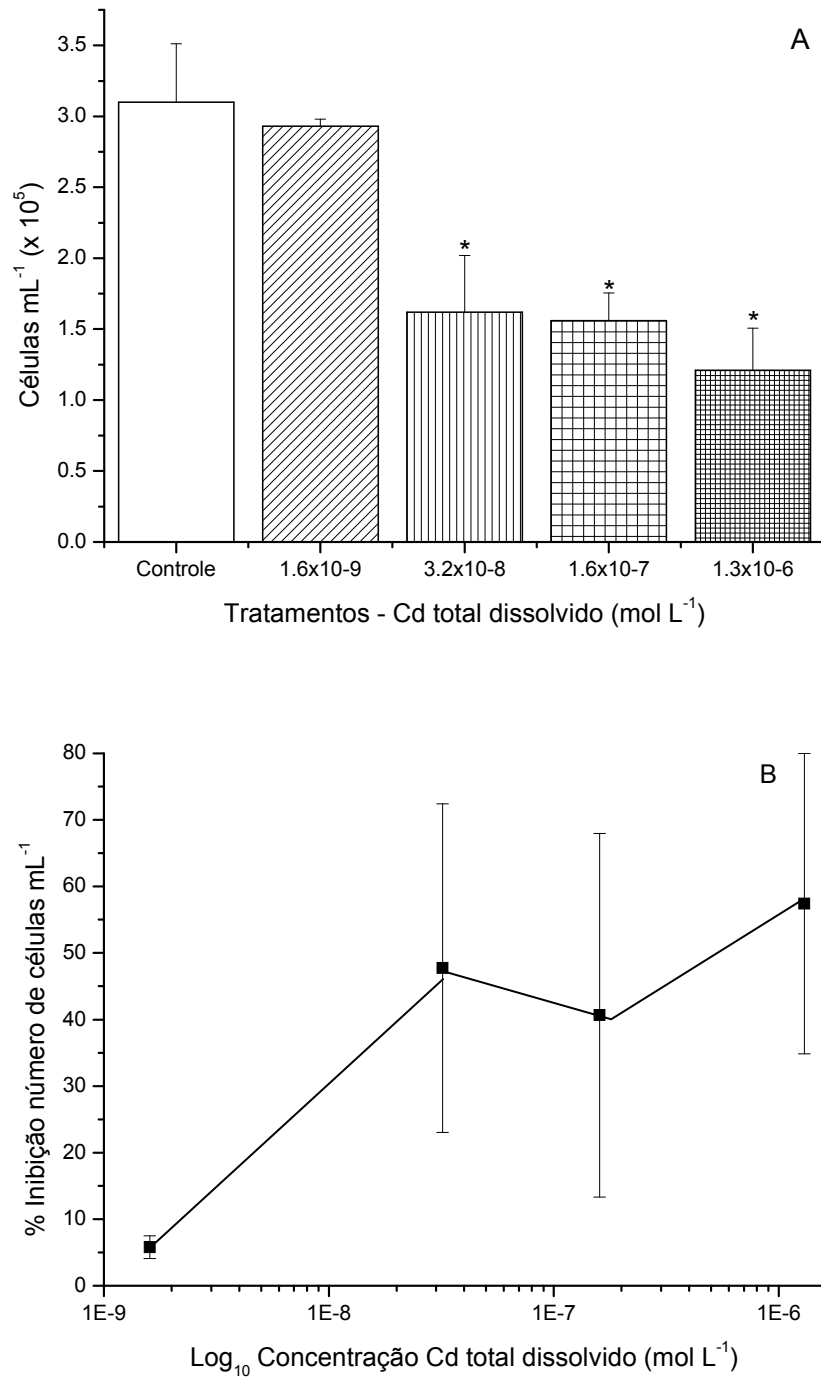 A
3.5
3.0
2.5
2.0
1.5
1.0
0.5
0.0
Células mL⁻¹ (x 10⁵)
*
*
*
Controle 1.6x10-9 3.2x10-8 1.6x10-7 1.3x10-6
Tratamentos - Cd total dissolvido (mol L⁻¹)
B
80
70
60
50
40
30
20
10
0
% Inibição número de células mL⁻¹
1E-9 1E-8 1E-7 1E-6
Log₁₀ Concentração Cd total dissolvido (mol L⁻¹)